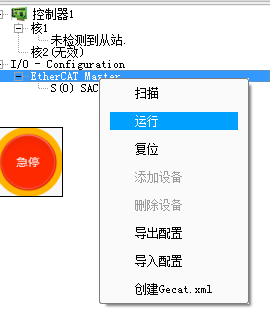 控制器1
核1
未检测到从站.
核2(无效)
I/O - Configuration
EtherCAT Master
S(0) SAC
扫描
运行
复位
添加设备
删除设备
导出配置
导入配置
创建Gecat.xml
急停